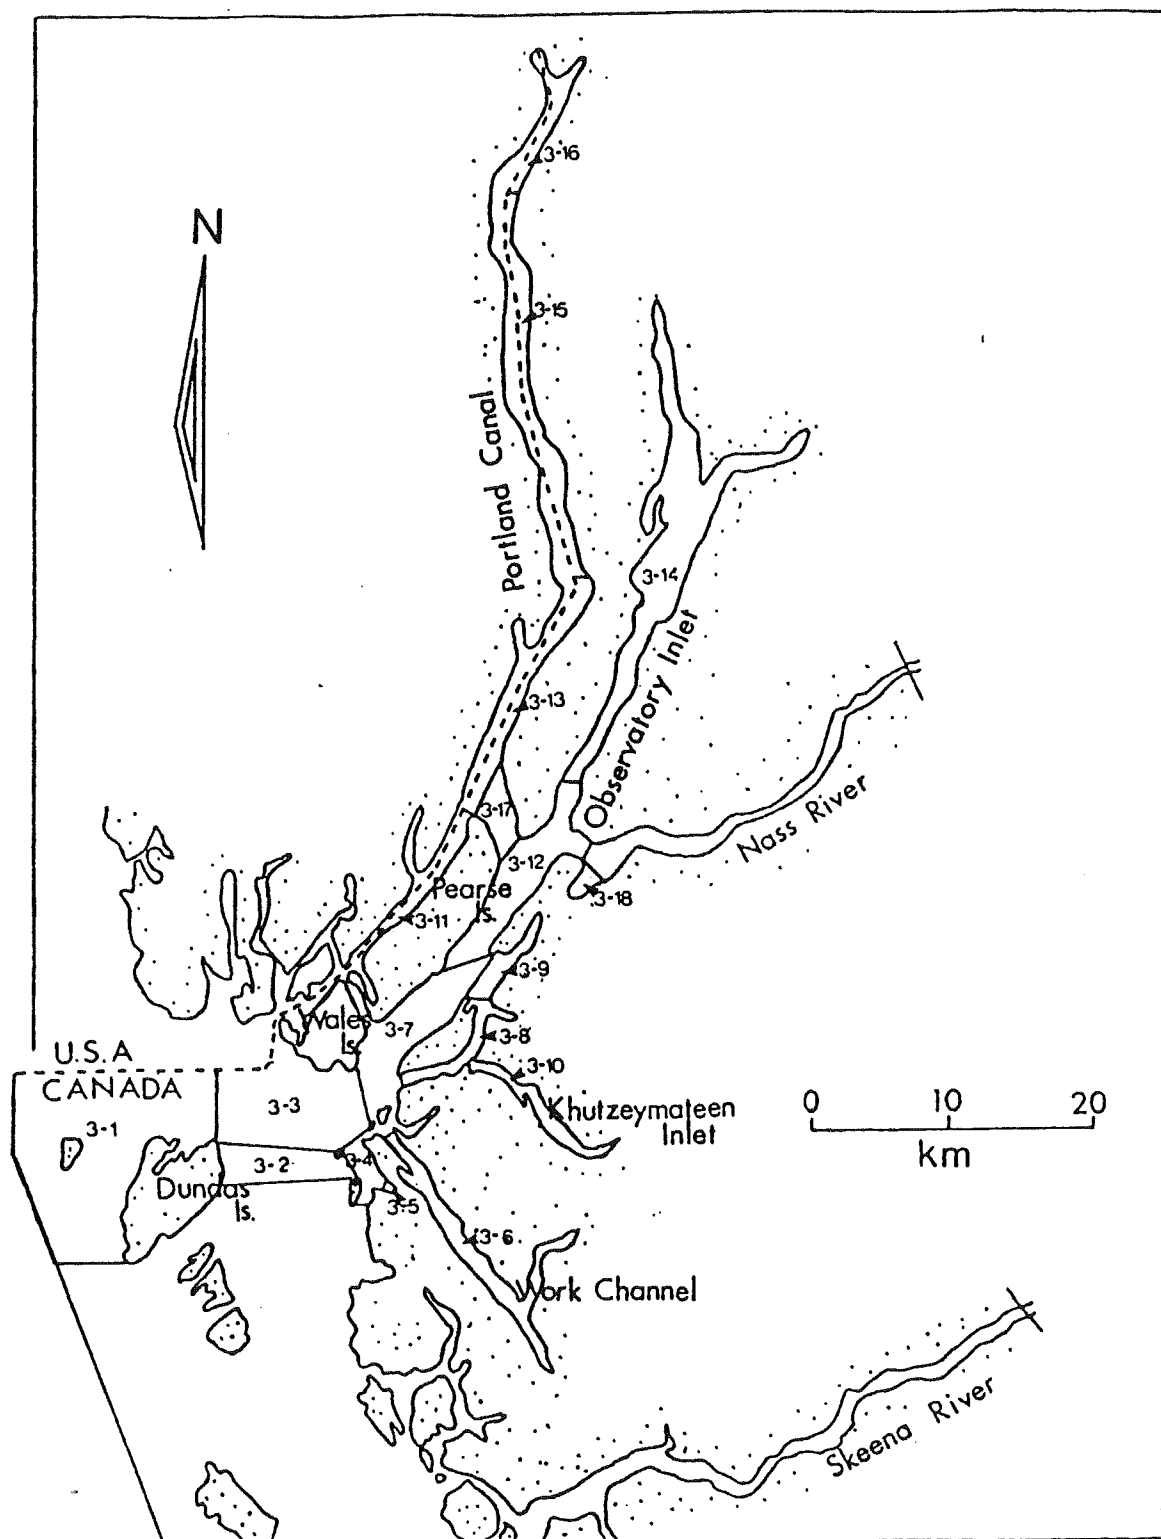 3-16
N
3-15
Portland Canal
3-14
Observatory Inlet
3-13
3-17
Nass River
3-12
Pearse
Is.
3-18
3-11
3-9
Wales
Is.
3-7
3-8
U.S.A
CANADA
3-10
3-3
Khutzeymateen
Inlet
0 10 20
km
3-1
3-2
3-4
Dundas
Is.
3-5
3-6
Work Channel
Skeena River